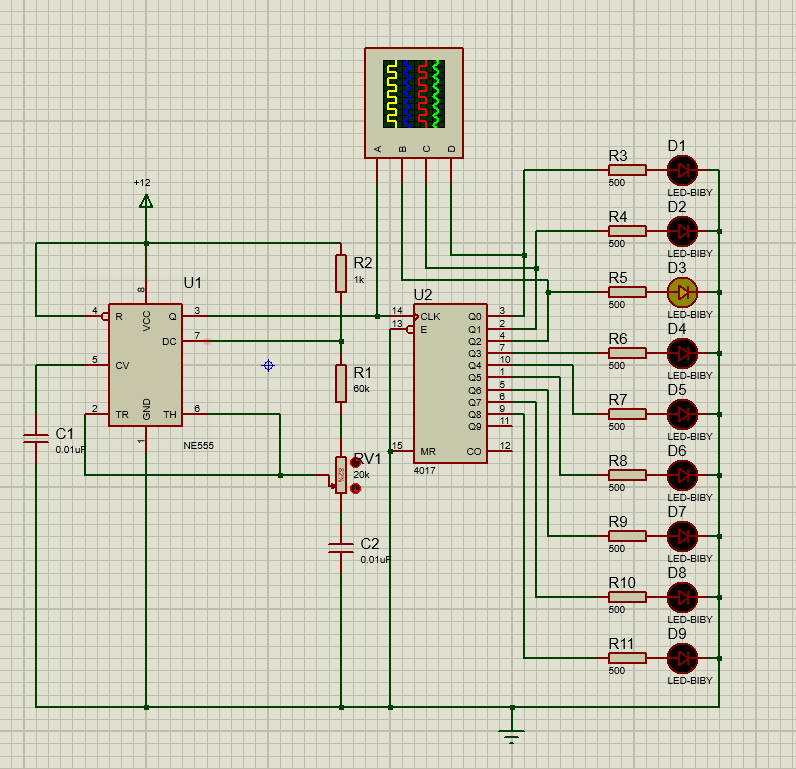 A B C D
+12
R2
1k
U1
NE555
4 R
8 VCC
Q 3
DC 7
5 CV
2 TR
GND 1
TH 6
C1
0.01uF
R1
60k
RV1
20k
82%
C2
0.01uF
U2
4017
14 CLK
13 E
15 MR
Q0 3
Q1 2
Q2 4
Q3 7
Q4 10
Q5 1
Q6 5
Q7 6
Q8 9
Q9 11
CO 12
R3
500
D1
LED-BIBY
R4
500
D2
LED-BIBY
R5
500
D3
LED-BIBY
R6
500
D4
LED-BIBY
R7
500
D5
LED-BIBY
R8
500
D6
LED-BIBY
R9
500
D7
LED-BIBY
R10
500
D8
LED-BIBY
R11
500
D9
LED-BIBY